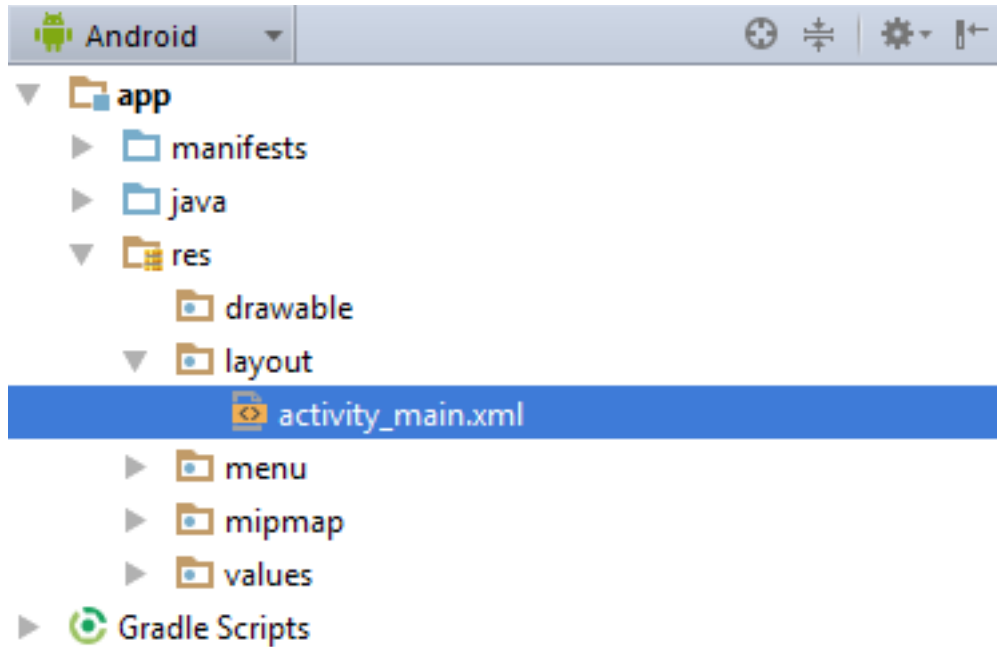 Android
app
manifests
java
res
drawable
layout
activity_main.xml
menu
mipmap
values
Gradle Scripts